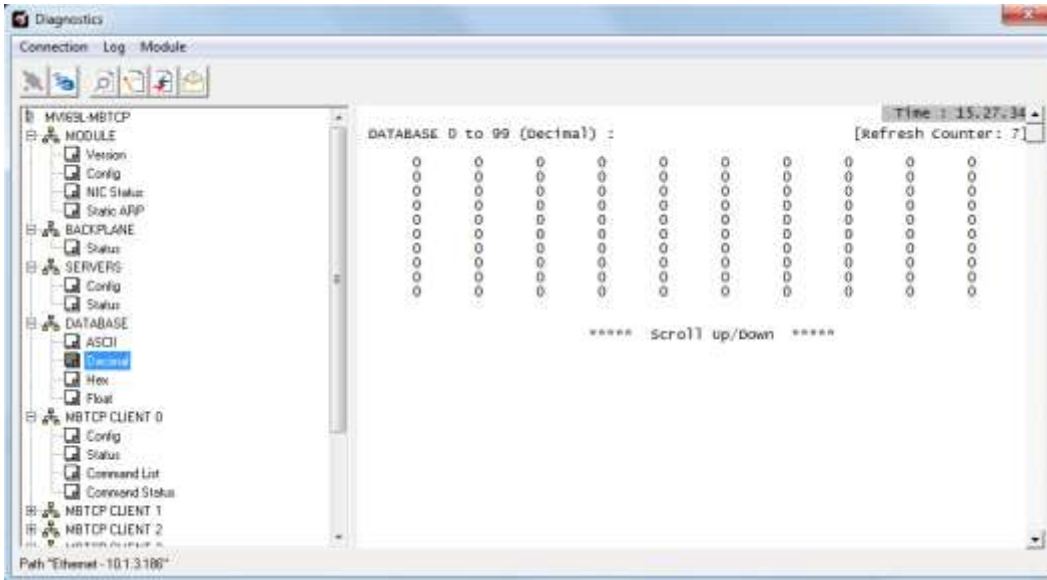 Diagnostics
Connection Log Module
MVI69L-MBTCP
MODULE
Version
Config
NIC Status
Static ARP
BACKPLANE
Status
SERVERS
Config
Status
DATABASE
ASCII
Decimal
Hex
Float
MBTCP CLIENT 0
Config
Status
Command List
Command Status
MBTCP CLIENT 1
MBTCP CLIENT 2
Time : 15.27.34
DATABASE 0 to 99 (Decimal) : [Refresh Counter: 7]
0 0 0 0 0 0 0 0 0 0
0 0 0 0 0 0 0 0 0 0
0 0 0 0 0 0 0 0 0 0
0 0 0 0 0 0 0 0 0 0
0 0 0 0 0 0 0 0 0 0
0 0 0 0 0 0 0 0 0 0
0 0 0 0 0 0 0 0 0 0
0 0 0 0 0 0 0 0 0 0
0 0 0 0 0 0 0 0 0 0
0 0 0 0 0 0 0 0 0 0
***** Scroll Up/Down *****
Path "Ethernet - 10.1.3.186"